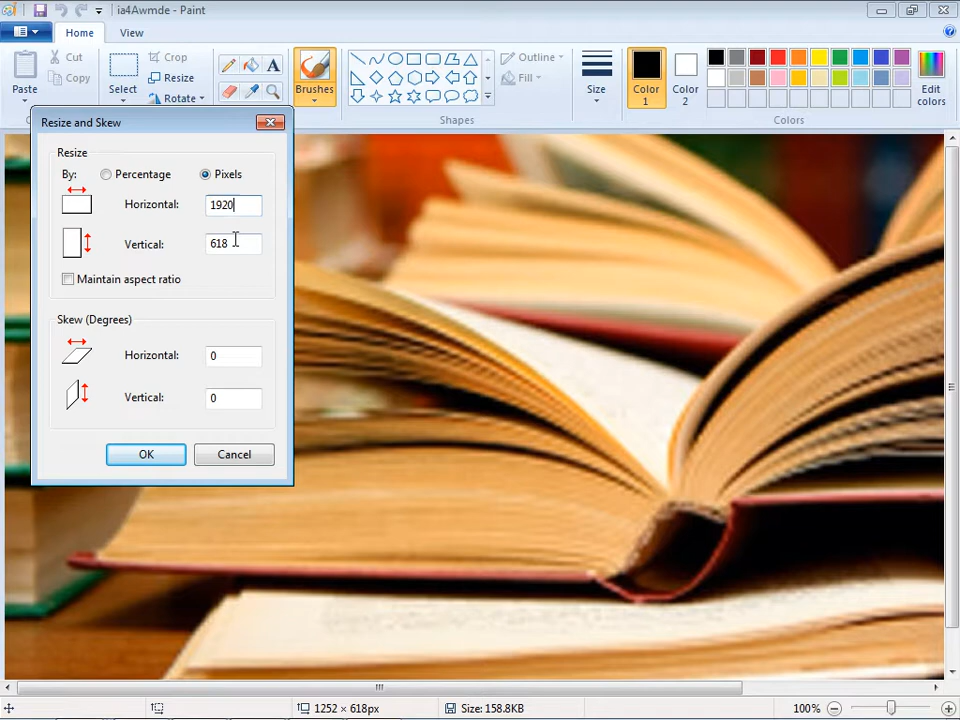 ia4Awmde - Paint
Home View
Paste
Cut
Copy
Select
Crop
Resize
Rotate
A
Brushes
Outline
Fill
Size
Color 1
Color 2
Edit colors
Shapes
Colors
Resize and Skew
Resize
By: Percentage Pixels
Horizontal: 1920
Vertical: 618
Maintain aspect ratio
Skew (Degrees)
Horizontal: 0
Vertical: 0
OK Cancel
1252 × 618px Size: 158.8KB 100%